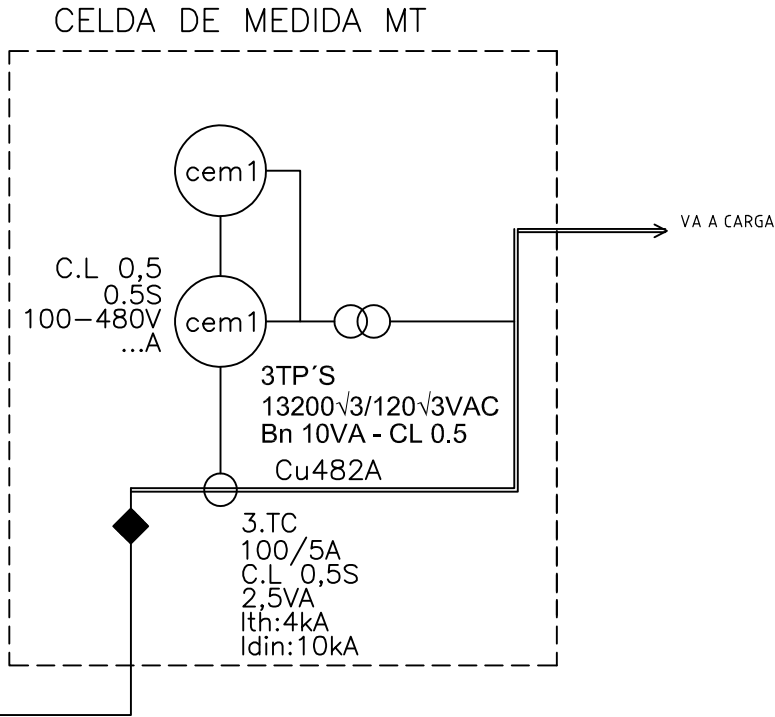 CELDA DE MEDIDA MT
cem1
VA A CARGA
C.L 0,5
0.5S
100-480V
...A
cem1
3TP´S
13200√3/120√3VAC
Bn 10VA - CL 0.5
Cu482A
3.TC
100/5A
C.L 0,5S
2,5VA
Ith:4kA
Idin:10kA